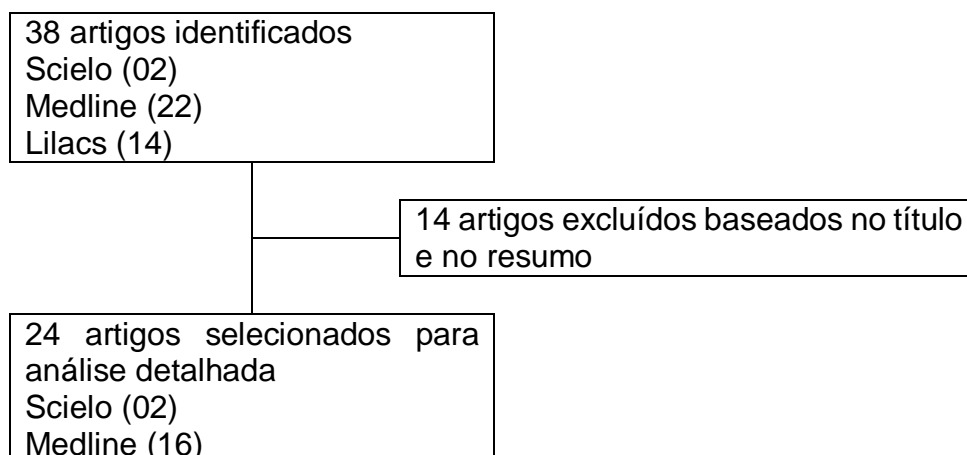 38 artigos identificados
Scielo (02)
Medline (22)
Lilacs (14)
14 artigos excluídos baseados no título
e no resumo
24 artigos selecionados para
análise detalhada
Scielo (02)
Medline (16)